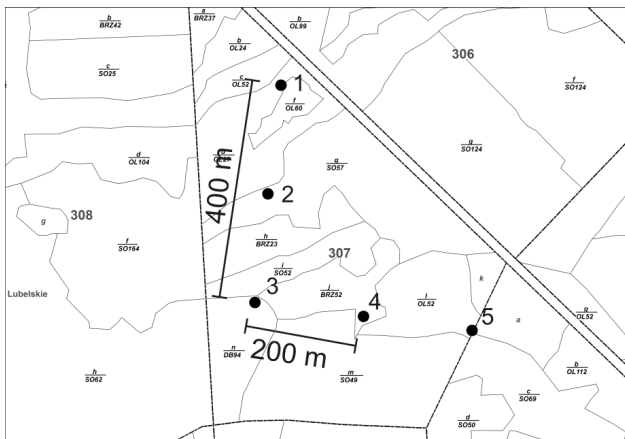 a
BRZ37
b
BRZ42
b
OL99
b
OL24
306
c
SO25
c
OL52
1
f
OL60
f
SO124
g
SO124
d
OL104
g
SO57
400 m
2
g
308
f
SO164
h
BRZ23
307
i
SO52
k
Lubelskie
3
j
BRZ52
l
OL52
4
a
g
OL52
5
200 m
n
DB94
h
SO62
m
SO49
b
OL112
c
SO69
d
SO50